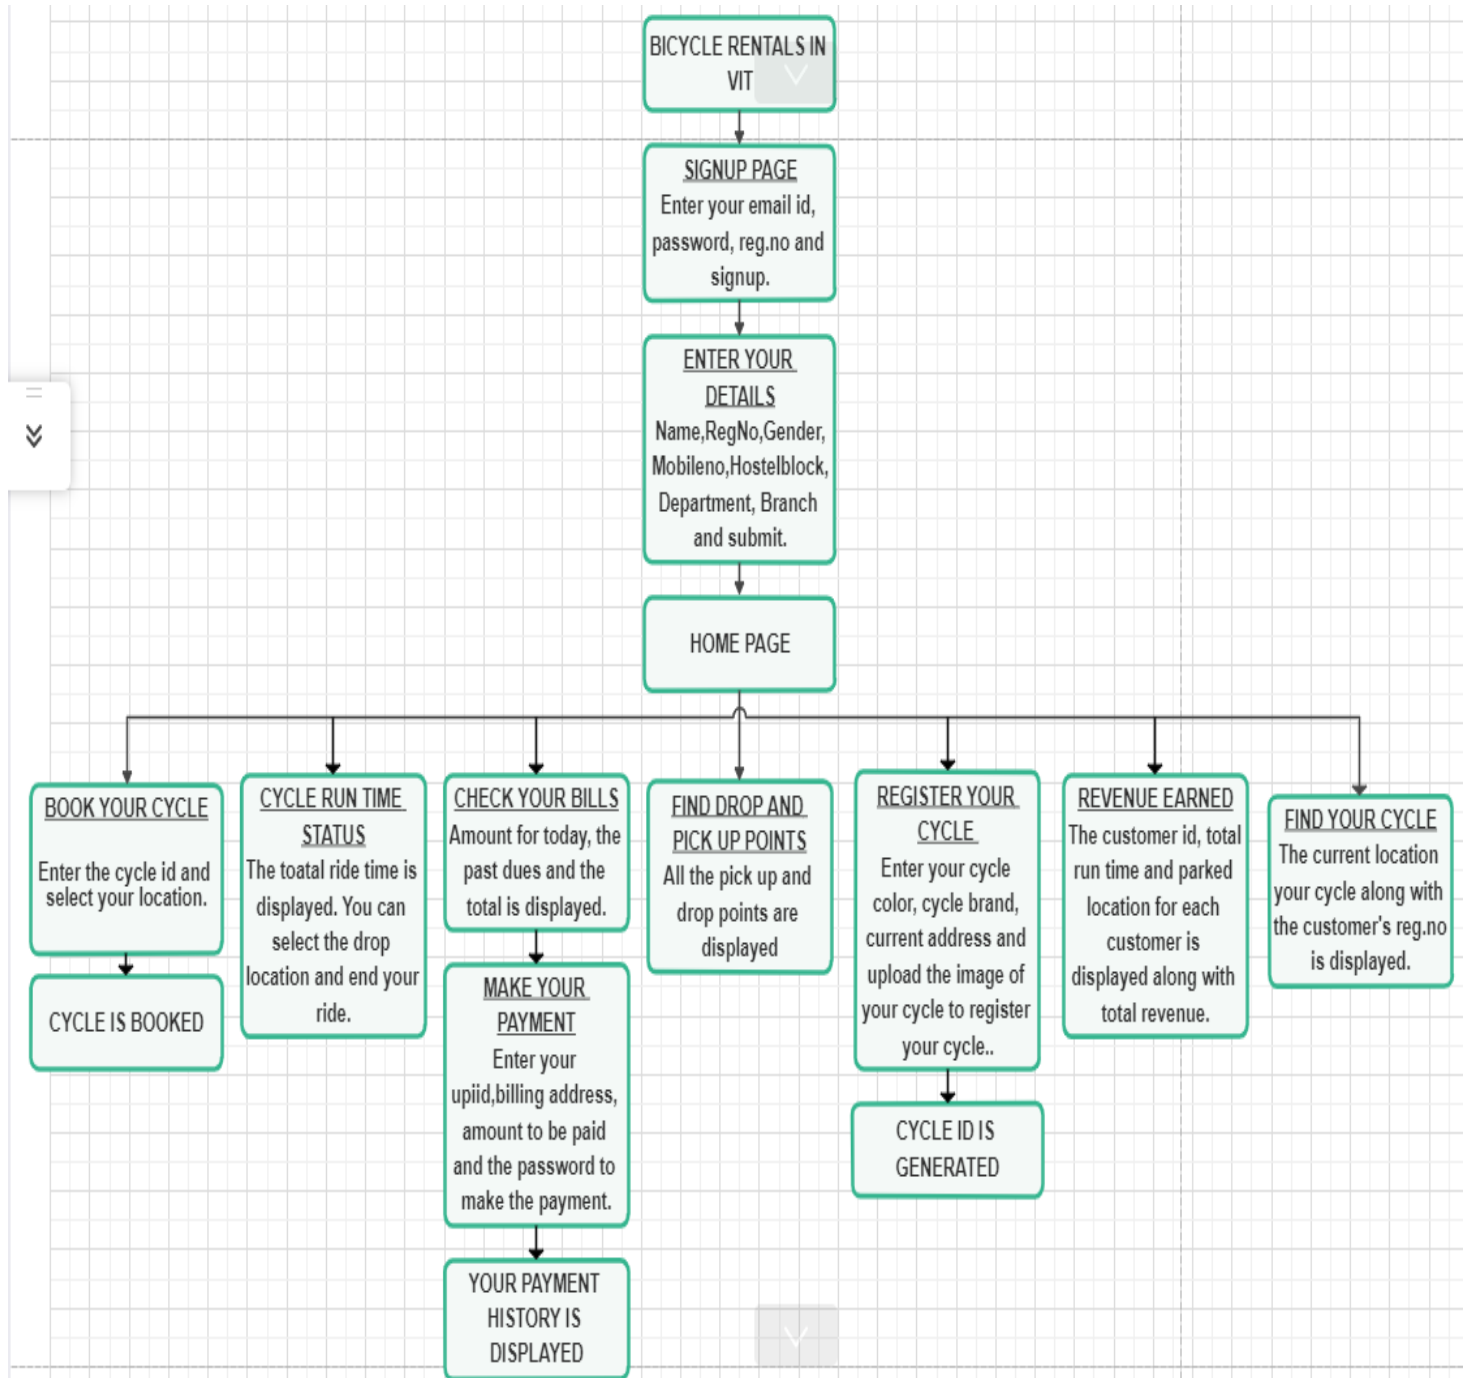 BICYCLE RENTALS IN
VIT
SIGNUP PAGE
Enter your email id,
password, reg.no and
signup.
ENTER YOUR
DETAILS
Name,RegNo,Gender,
Mobileno,Hostelblock,
Department, Branch
and submit.
HOME PAGE
BOOK YOUR CYCLE
Enter the cycle id and
select your location.
CYCLE IS BOOKED
CYCLE RUN TIME
STATUS
The toatal ride time is
displayed. You can
select the drop
location and end your
ride.
CHECK YOUR BILLS
Amount for today, the
past dues and the
total is displayed.
MAKE YOUR
PAYMENT
Enter your
upiid,billing address,
amount to be paid
and the password to
make the payment.
YOUR PAYMENT
HISTORY IS
DISPLAYED
FIND DROP AND
PICK UP POINTS
All the pick up and
drop points are
displayed
REGISTER YOUR
CYCLE
Enter your cycle
color, cycle brand,
current address and
upload the image of
your cycle to register
your cycle..
CYCLE ID IS
GENERATED
REVENUE EARNED
The customer id, total
run time and parked
location for each
customer is
displayed along with
total revenue.
FIND YOUR CYCLE
The current location
your cycle along with
the customer's reg.no
is displayed.